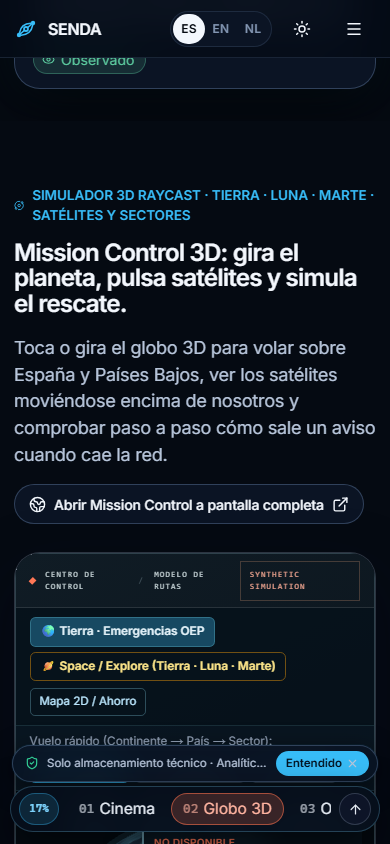 SENDA
ES EN NL
Observado
SIMULADOR 3D RAYCAST · TIERRA · LUNA · MARTE ·
SATÉLITES Y SECTORES
Mission Control 3D: gira el
planeta, pulsa satélites y simula
el rescate.
Toca o gira el globo 3D para volar sobre
España y Países Bajos, ver los satélites
moviéndose encima de nosotros y
comprobar paso a paso cómo sale un aviso
cuando cae la red.
Abrir Mission Control a pantalla completa
CENTRO DE
CONTROL
/
MODELO DE
RUTAS
SYNTHETIC
SIMULATION
Tierra · Emergencias OEP
Space / Explore (Tierra · Luna · Marte)
Mapa 2D / Ahorro
Vuelo rápido (Continente → País → Sector):
Solo almacenamiento técnico · Analític...
Entendido ×
17%
01 Cinema
02 Globo 3D
03 O
NO DISPONIBLE